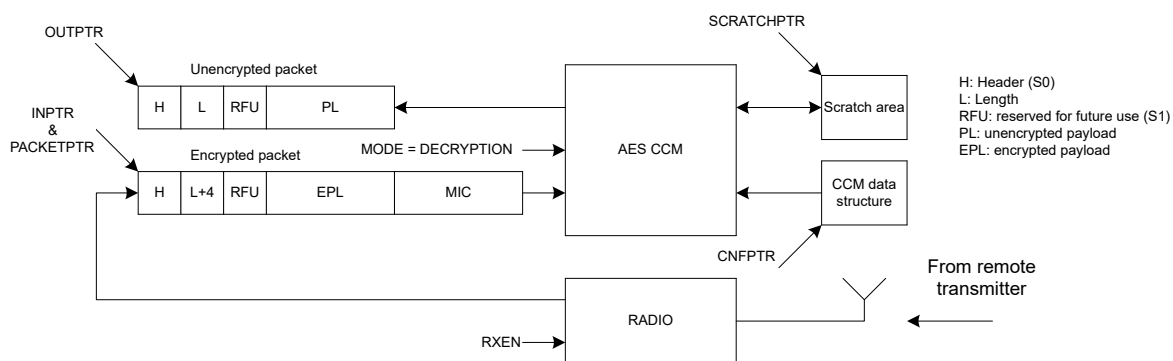 SCRATCHPTR
OUTPTR
Unencrypted packet
H L RFU PL
Scratch area
H: Header (S0)
L: Length
RFU: reserved for future use (S1)
PL: unencrypted payload
EPL: encrypted payload
INPTR
&
PACKETPTR
MODE = DECRYPTION
AES CCM
Encrypted packet
H L+4 RFU EPL MIC
CCM data
structure
CNFPTR
From remote
transmitter
RADIO
RXEN